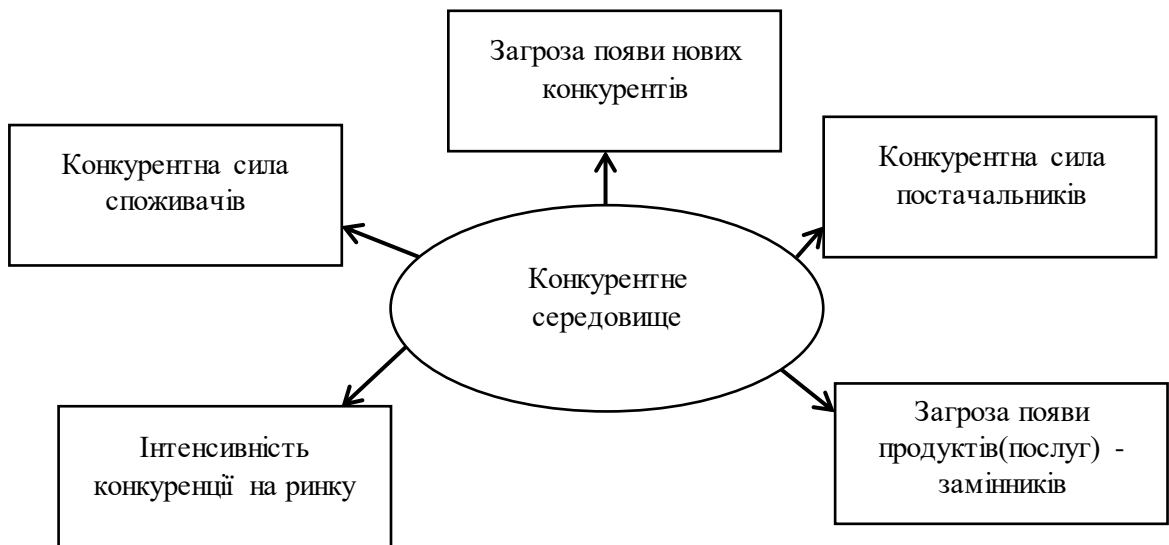 Загроза появи нових
конкурентів
Конкурентна сила
споживачів
Конкурентна сила
постачальників
Конкурентне
середовище
Інтенсивність
конкуренції на ринку
Загроза появи
продуктів(послуг) -
замінників